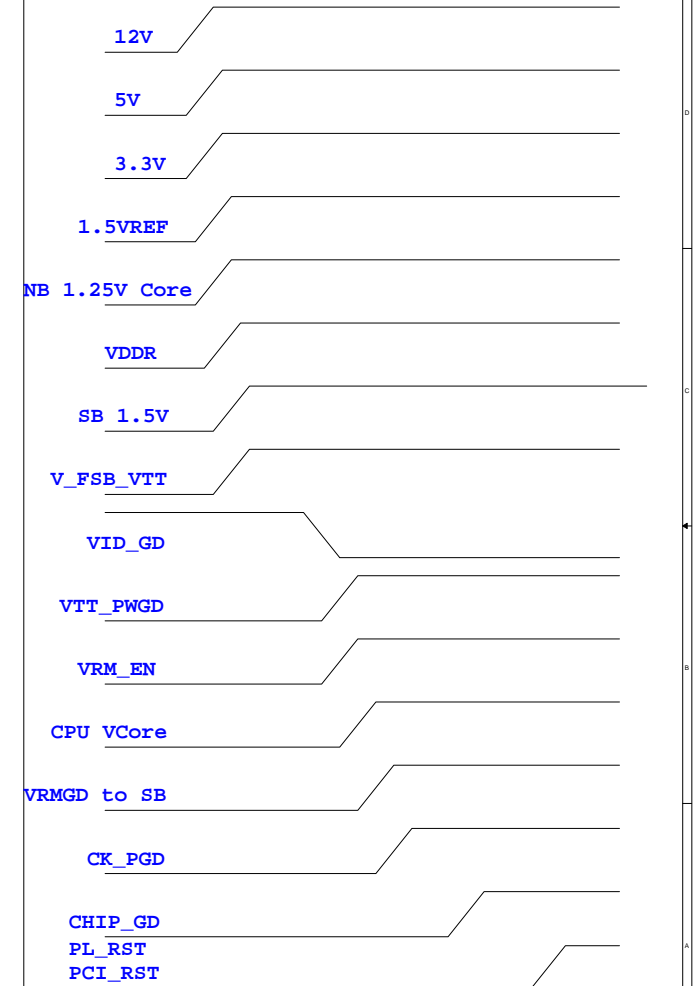 12V
5V
D
3.3V
1.5VREF
NB 1.25V Core
VDDR
C
SB 1.5V
V_FSB_VTT
VID_GD
VTT_PWGD
VRM_EN
B
CPU VCore
VRMGD to SB
CK_PGD
CHIP_GD
PL_RST
A
PCI_RST